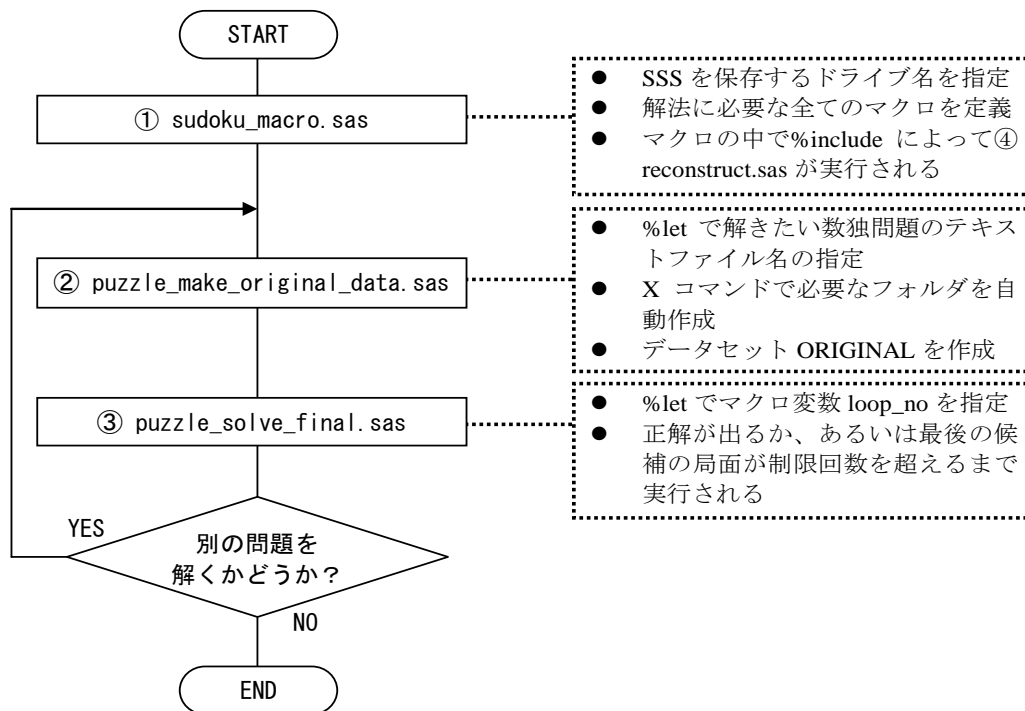 START
① sudoku_macro.sas
● SSS を保存するドライブ名を指定
● 解法に必要な全てのマクロを定義
● マクロの中で%include によって④
reconstruct.sas が実行される
② puzzle_make_original_data.sas
● %let で解きたい数独問題のテキス
トファイル名の指定
● X コマンドで必要なフォルダを自
動作成
● データセット ORIGINAL を作成
③ puzzle_solve_final.sas
● %let でマクロ変数 loop_no を指定
● 正解が出るか、あるいは最後の候
補の局面が制限回数を超えるまで
実行される
YES
別の問題を
解くかどうか？
NO
END